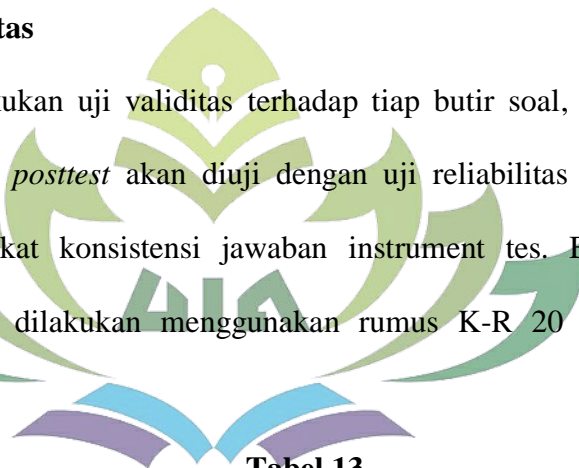 tas
kukan uji validitas terhadap tiap butir soal,
posttest akan diuji dengan uji reliabilitas
kat konsistensi jawaban instrument tes.
dilakukan menggunakan rumus K-R 20
Tabel 13